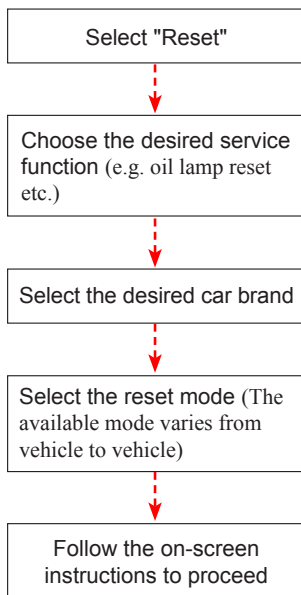 Select "Reset"
Choose the desired service
function (e.g. oil lamp reset
etc.)
Select the desired car brand
Select the reset mode (The
available mode varies from
vehicle to vehicle)
Follow the on-screen
instructions to proceed